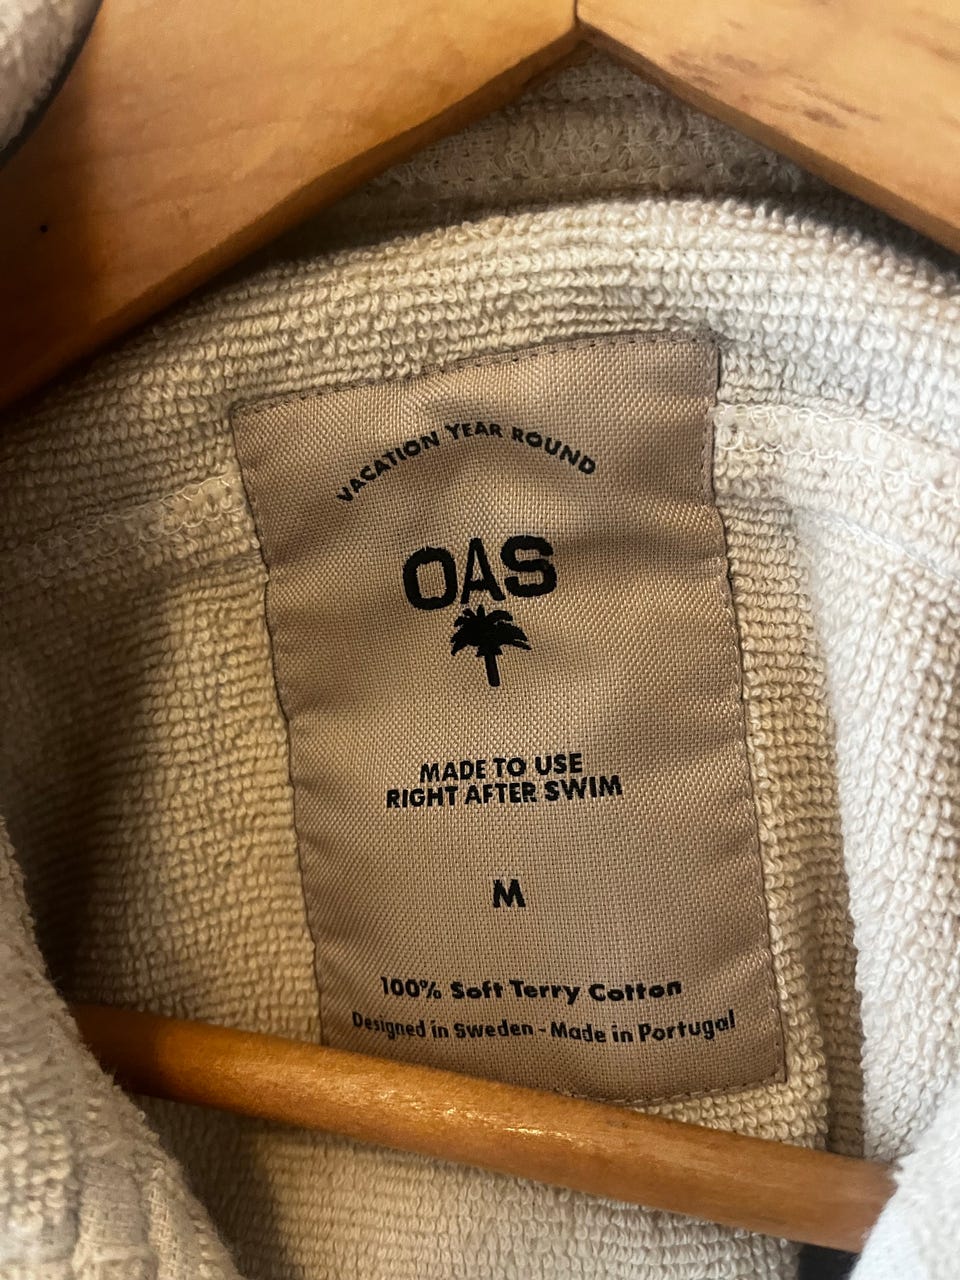 VACATION YEAR ROUND
OAS
MADE TO USE
RIGHT AFTER SWIM
M
100% Soft Terry Cotton
Designed in Sweden - Made in Portugal